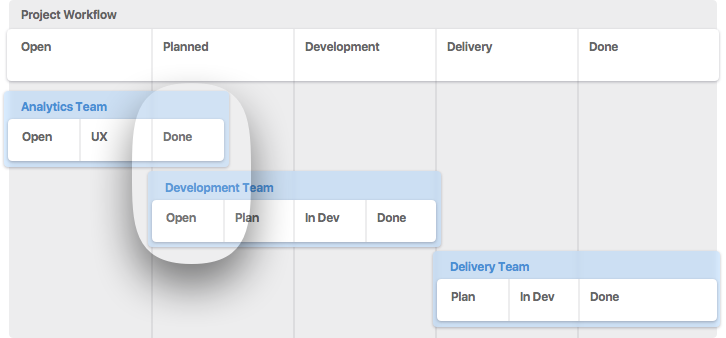 Project Workflow
Open Planned Development Delivery Done
Analytics Team
Open UX Done
Development Team
Open Plan In Dev Done
Delivery Team
Plan In Dev Done